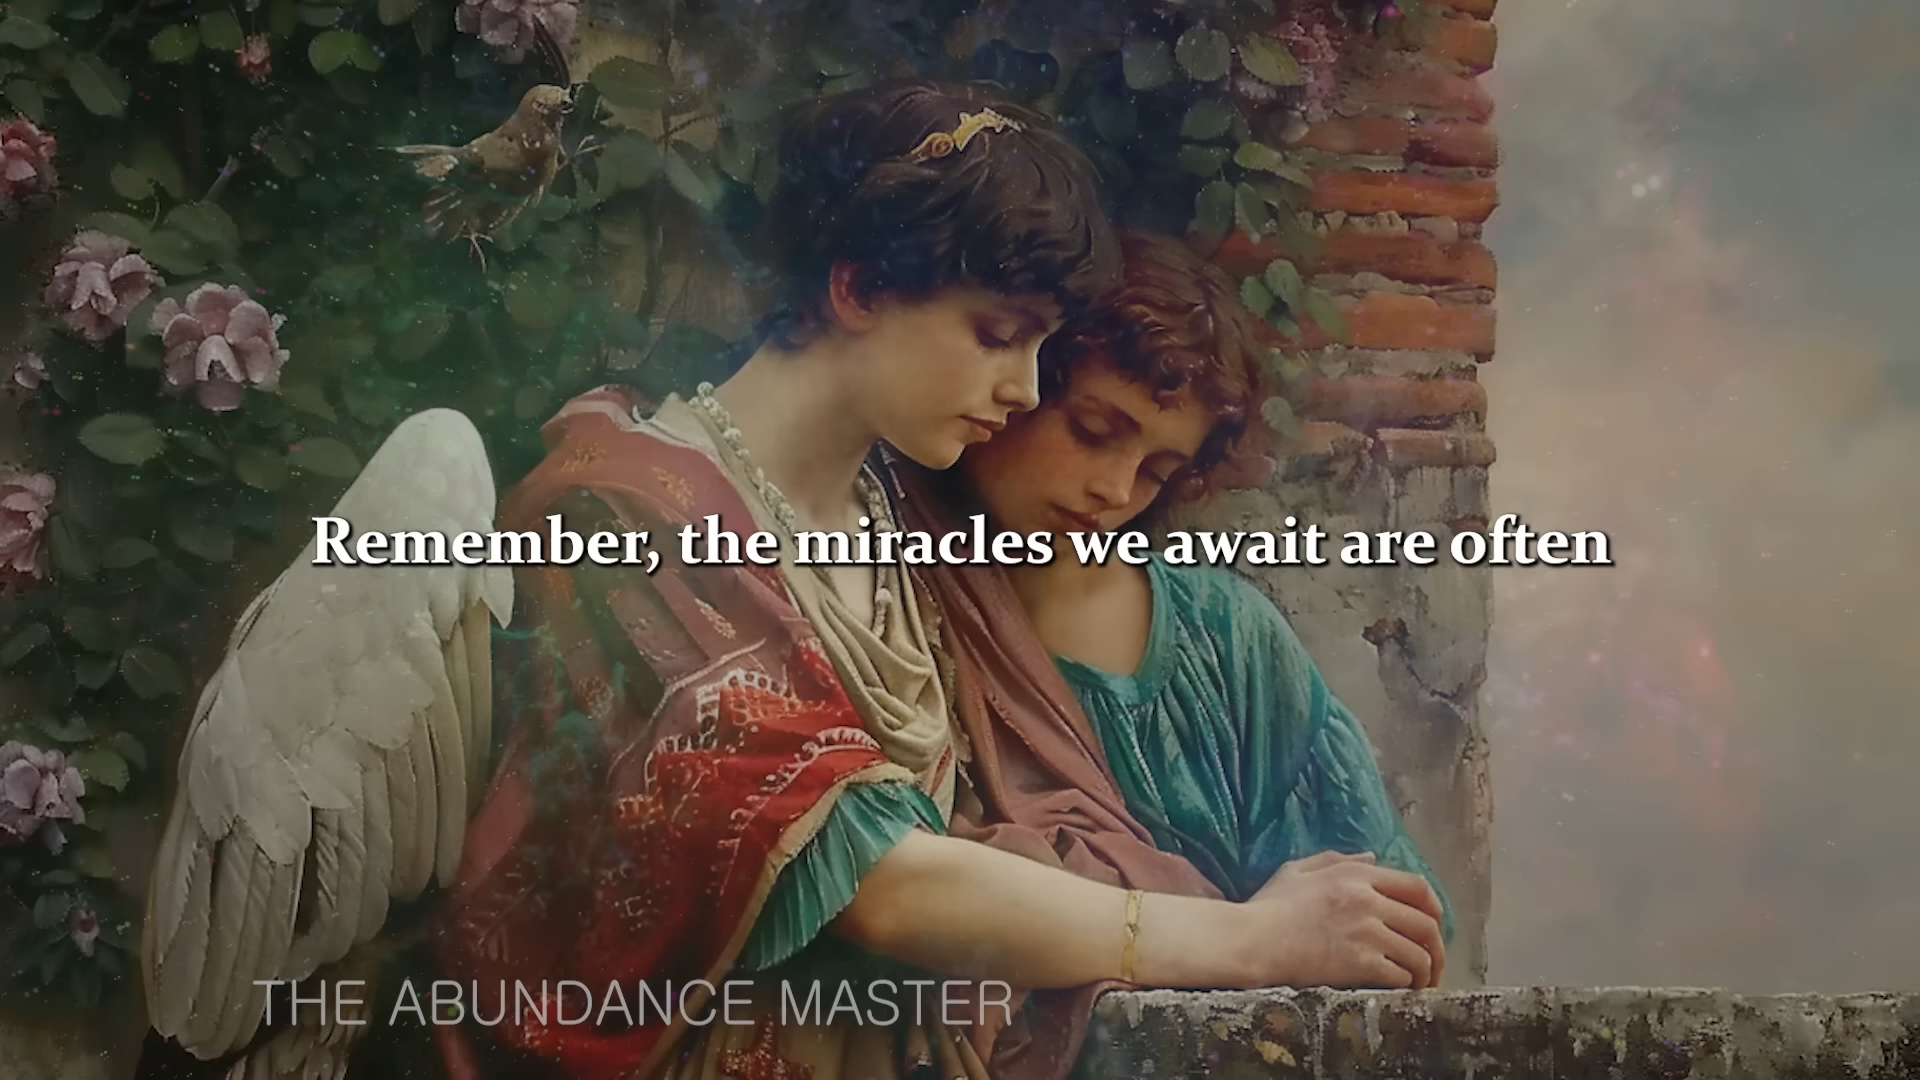 Remember, the miracles we await are often
THE ABUNDANCE MASTER